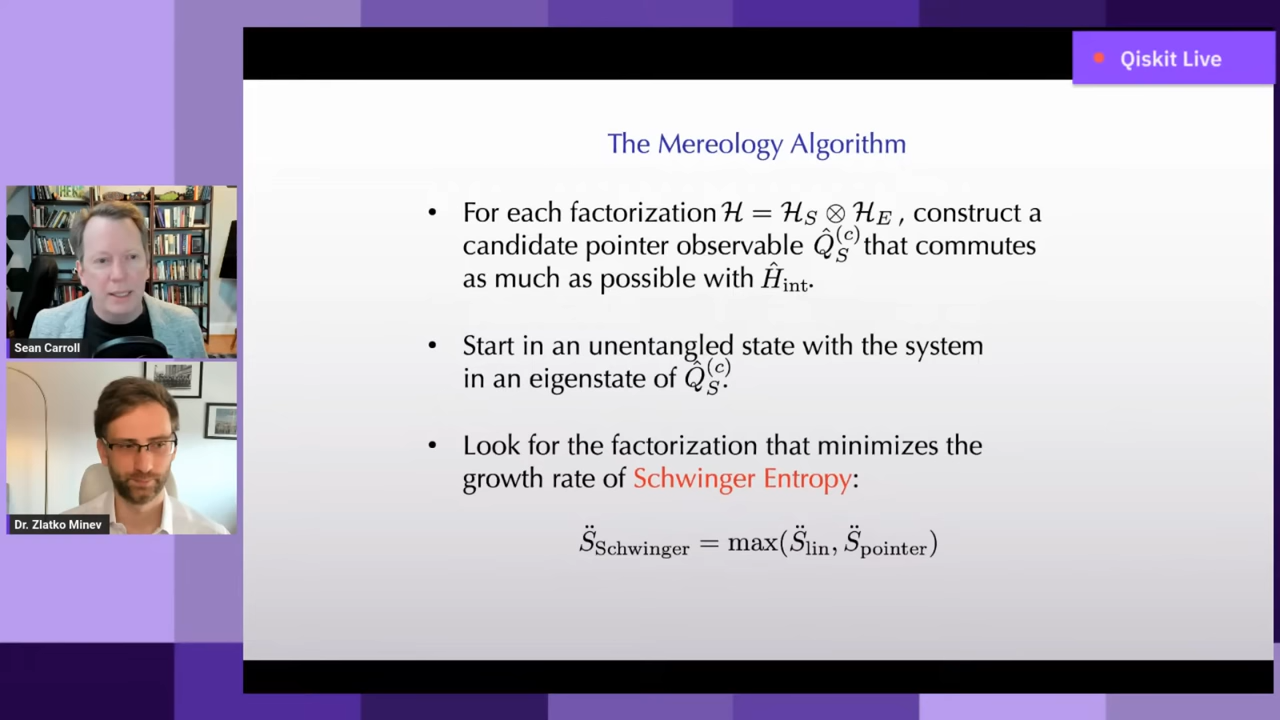 Qiskit Live
The Mereology Algorithm
• For each factorization ℋ = ℋ_S ⊗ ℋ_E , construct a
candidate pointer observable Q̂_S^(c) that commutes
as much as possible with Ĥ_int.
• Start in an unentangled state with the system
in an eigenstate of Q̂_S^(c).
• Look for the factorization that minimizes the
growth rate of Schwinger Entropy:
S̈_Schwinger = max(S̈_lin, S̈_pointer)
Sean Carroll
Dr. Zlatko Minev